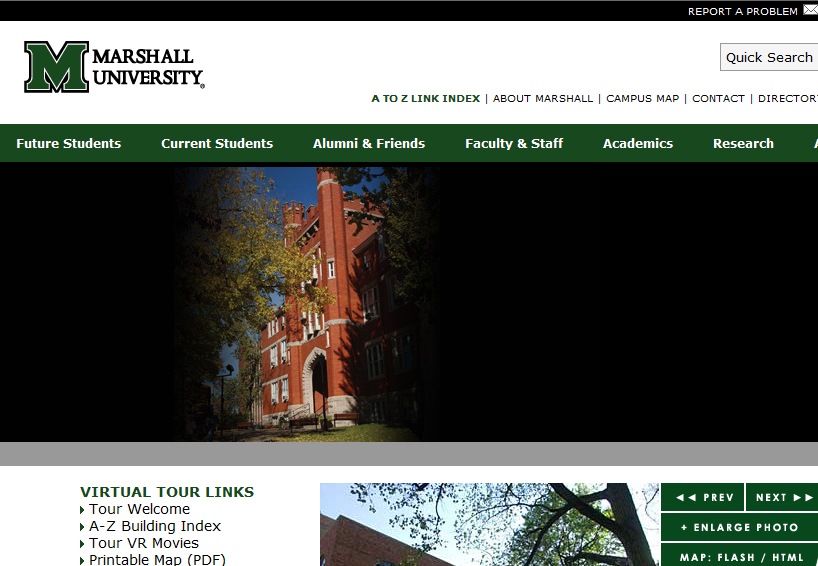 REPORT A PROBLEM
MARSHALL
UNIVERSITY®
Quick Search
A TO Z LINK INDEX | ABOUT MARSHALL | CAMPUS MAP | CONTACT | DIRECTORY
Future Students Current Students Alumni & Friends Faculty & Staff Academics Research A
VIRTUAL TOUR LINKS
Tour Welcome
A-Z Building Index
Tour VR Movies
Printable Map (PDF)
◄◄ PREV NEXT ►►
+ ENLARGE PHOTO
MAP: FLASH / HTML